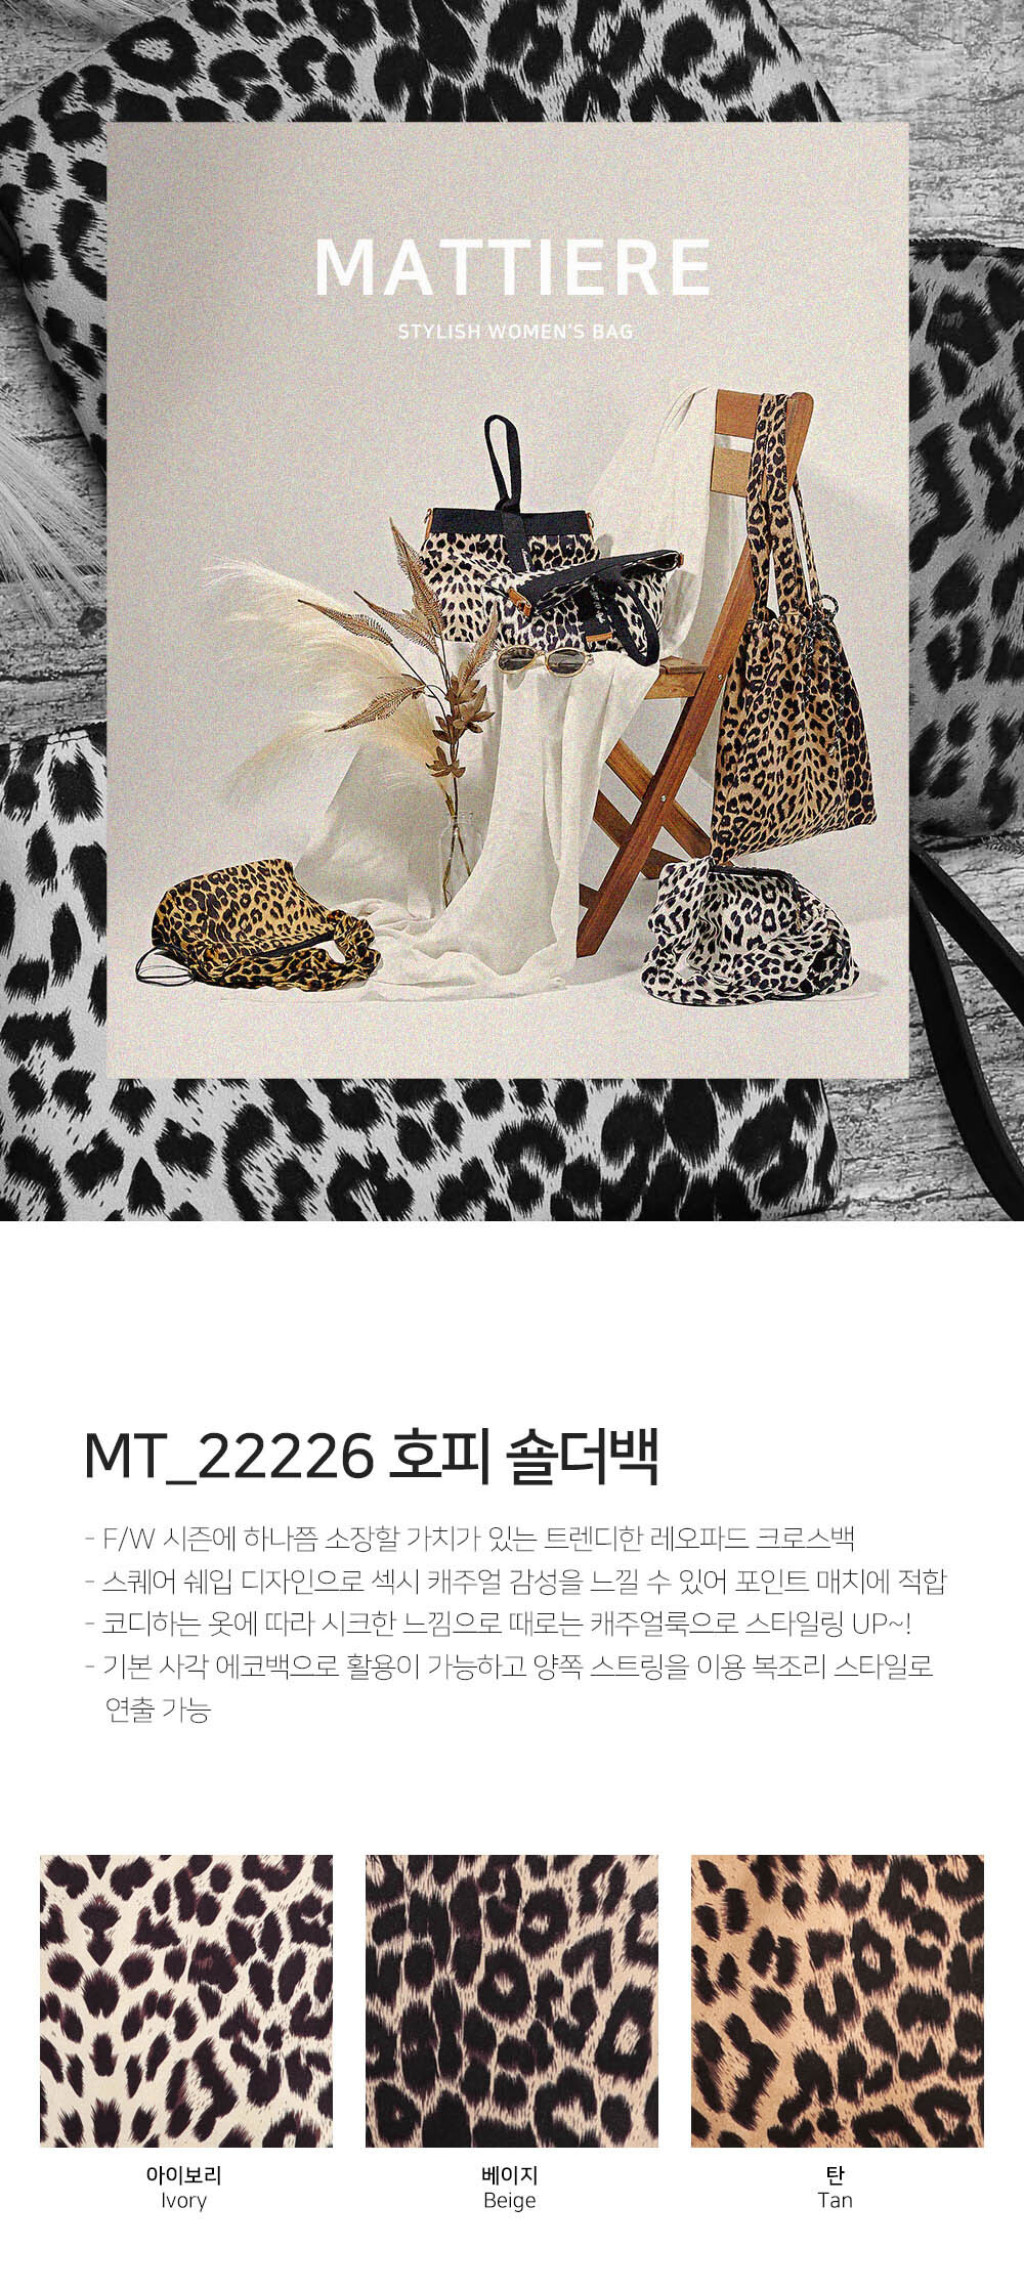 MATTIERE
STYLISH WOMEN'S BAG
MT_22226 호피 숄더백
- F/W 시즌에 하나쯤 소장할 가치가 있는 트렌디한 레오파드 크로스백
- 스퀘어 쉐입 디자인으로 섹시 캐주얼 감성을 느낄 수 있어 포인트 매치에 적합
- 코디하는 옷에 따라 시크한 느낌으로 때로는 캐주얼룩으로 스타일링 UP~!
- 기본 사각 에코백으로 활용이 가능하고 양쪽 스트링을 이용 복조리 스타일로
연출 가능
아이보리
Ivory
베이지
Beige
탄
Tan